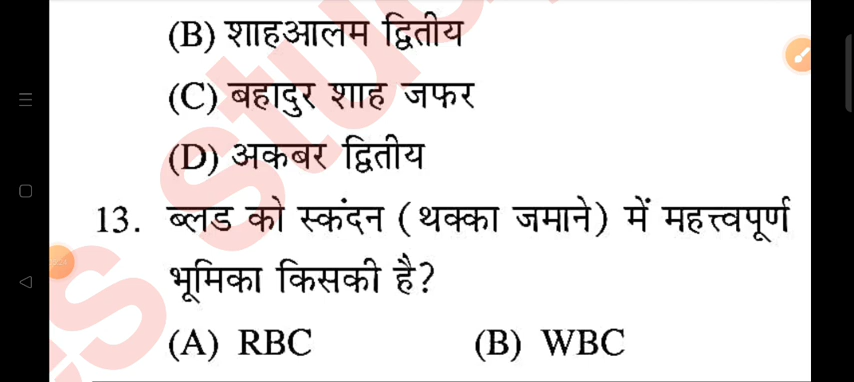 (B) शाहआलम द्वितीय
(C) बहादुर शाह जफर
(D) अकबर द्वितीय
13. ब्लड को स्कंदन (थक्का जमाने) में महत्त्वपूर्ण
भूमिका किसकी है?
(A) RBC (B) WBC